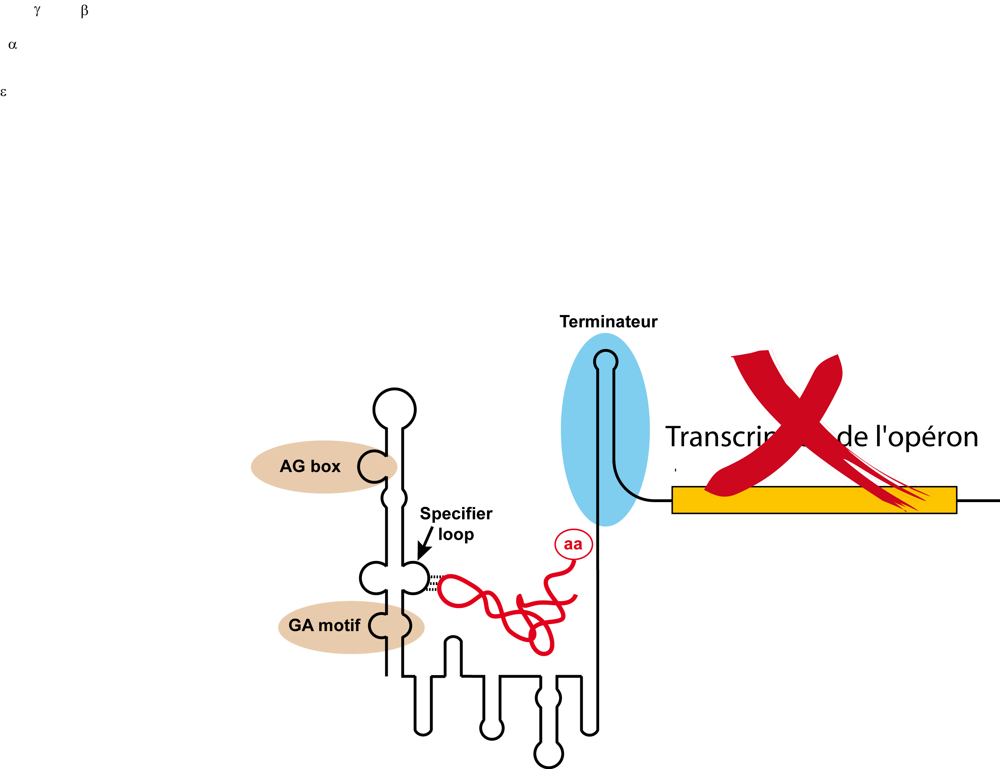 γ β
α
ε
Terminateur
Transcri de l'opéron
'
AG box
Specifier
loop
aa
GA motif